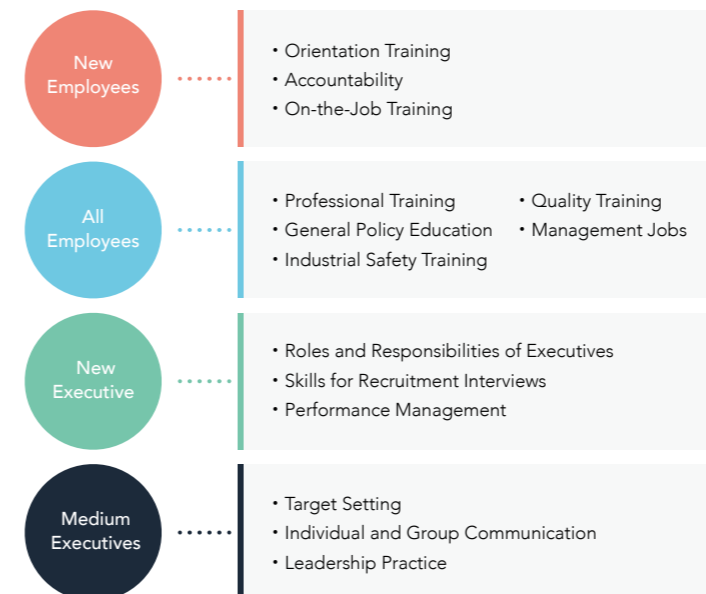 New
Employees
• Orientation Training
• Accountability
• On-the-Job Training
All
Employees
• Professional Training
• General Policy Education
• Industrial Safety Training
• Quality Training
• Management Jobs
New
Executive
• Roles and Responsibilities of Executives
• Skills for Recruitment Interviews
• Performance Management
Medium
Executives
• Target Setting
• Individual and Group Communication
• Leadership Practice